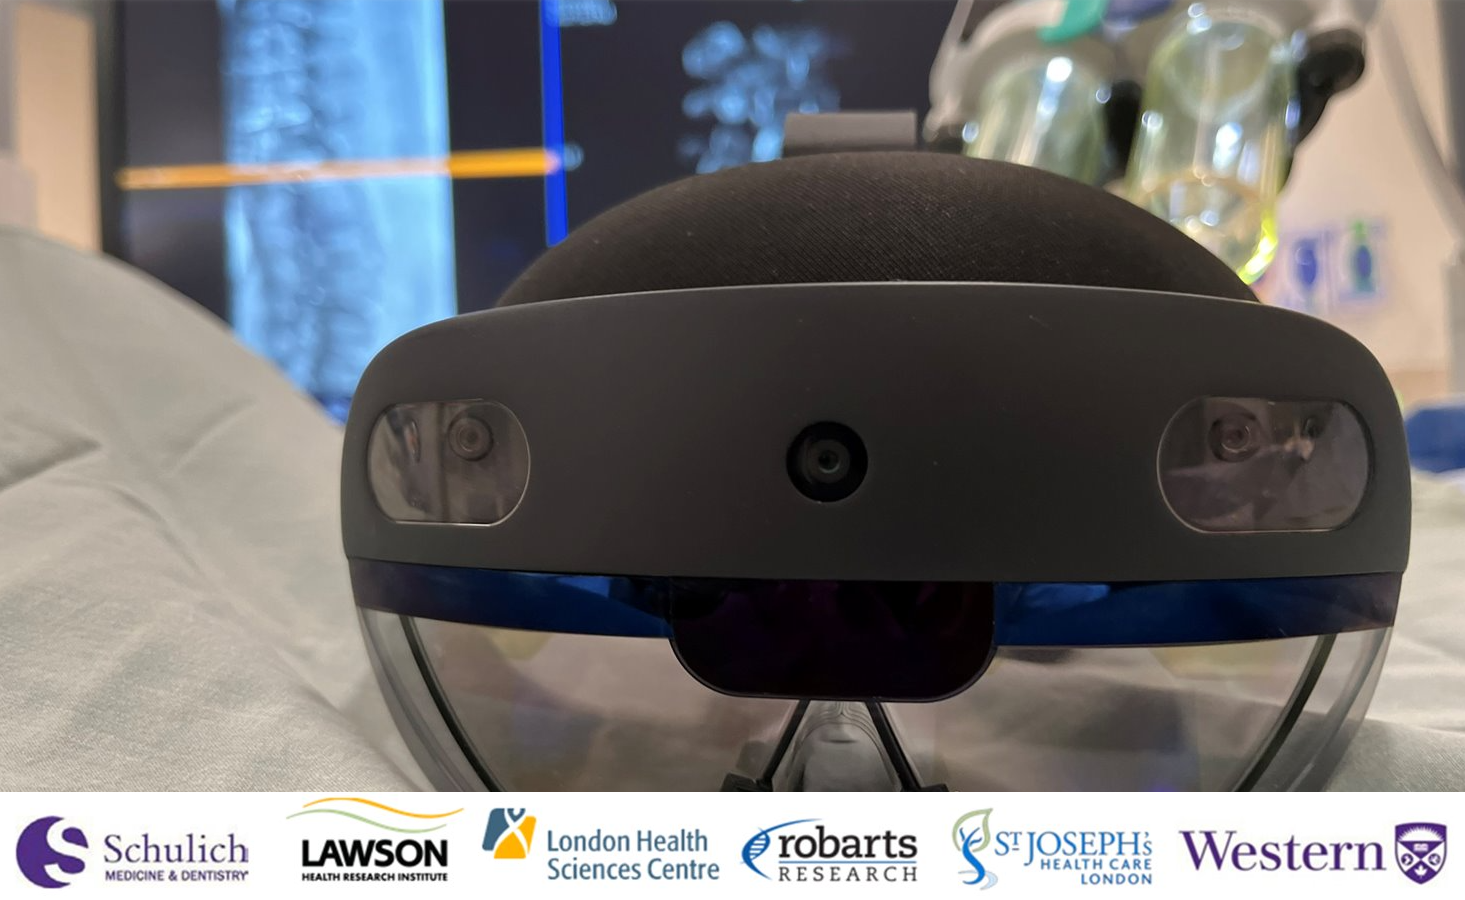 Schulich
MEDICINE & DENTISTRY
LAWSON
HEALTH RESEARCH INSTITUTE
London Health
Sciences Centre
robarts
RESEARCH
ST JOSEPH'S
HEALTH CARE
LONDON
Western